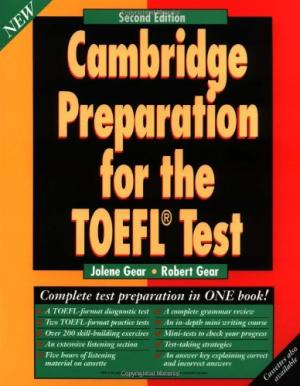 NEW
Second Edition
Cambridge
Preparation
for the
TOEFL® Test
Jolene Gear • Robert Gear
Complete test preparation in ONE book!
A TOEFL-format diagnostic test
Two TOEFL-format practice tests
Over 200 skill-building exercises
An extensive listening section
Five hours of listening
material on cassette
A complete grammar review
An in-depth mini writing course
Mini-tests to check your progress
Test-taking strategies
An answer key explaining correct
and incorrect answers
Cassettes also
available